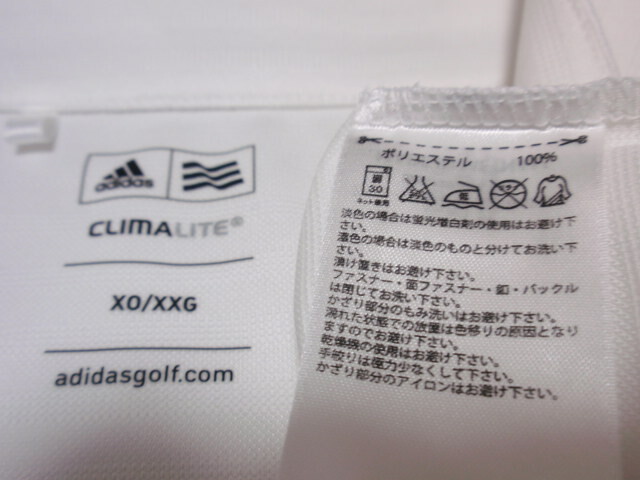 adidas
CLIMALITE®
XO/XXG
adidasgolf.com
ポリエステル 100%
30
ネット使用
淡色の場合は蛍光増白剤の使用はお避け下
さい。
濃色の場合は淡色のものと分けてお洗い下
さい。
漬け置きはお避け下さい。
ファスナー・面ファスナー・釦・バックル
は閉じてお洗い下さい。
かざり部分のもみ洗いはお避け下さい。
濡れた状態での放置は色移りの原因となり
ますのでお避け下さい。
乾燥機の使用はお避け下さい。
手絞りは極力少なくして下さい。
かざり部分のアイロンはお避け下さい。